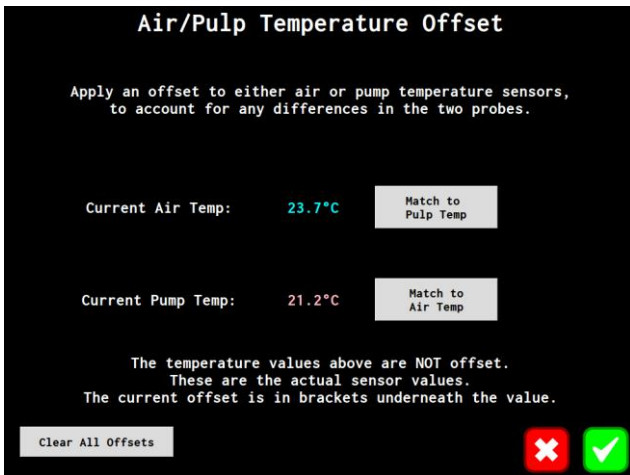 Air/Pulp Temperature Offset
Apply an offset to either air or pump temperature sensors,
to account for any differences in the two probes.
Current Air Temp: 23.7°C
Match to
Pulp Temp
Current Pump Temp: 21.2°C
Match to
Air Temp
The temperature values above are NOT offset.
These are the actual sensor values.
The current offset is in brackets underneath the value.
Clear All Offsets